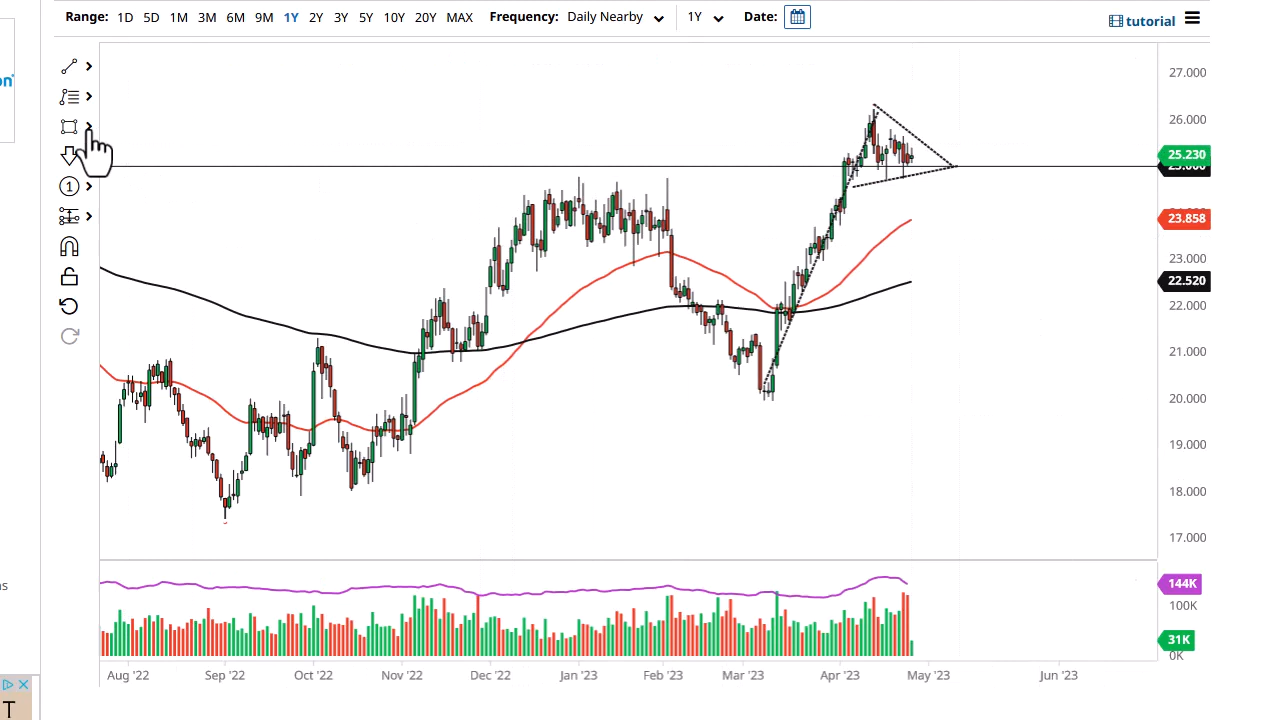 Range: 1D 5D 1M 3M 6M 9M 1Y 2Y 3Y 5Y 10Y 20Y MAX Frequency: Daily Nearby 1Y Date: tutorial
on'
27.000
26.000
25.230
23.858
23.000
22.520
22.000
21.000
20.000
19.000
18.000
17.000
1
s
144K
100K
31K
0K
Aug '22 Sep '22 Oct '22 Nov '22 Dec '22 Jan '23 Feb '23 Mar '23 Apr '23 May '23 Jun '23
T